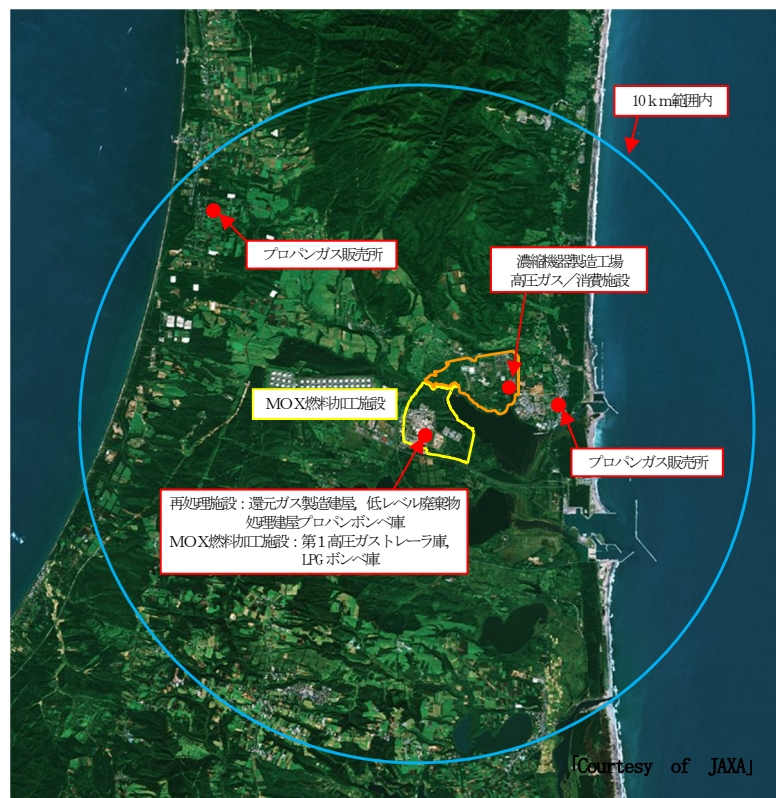 10km範囲内
プロパンガス販売所
濃縮機器製造工場
高圧ガス／消費施設
MOX燃料加工施設
プロパンガス販売所
再処理施設：還元ガス製造建屋，低レベル廃棄物
処理建屋プロパンボンベ庫
MOX燃料加工施設：第1高圧ガストレーラ庫，
LPGボンベ庫
「Courtesy of JAXA」